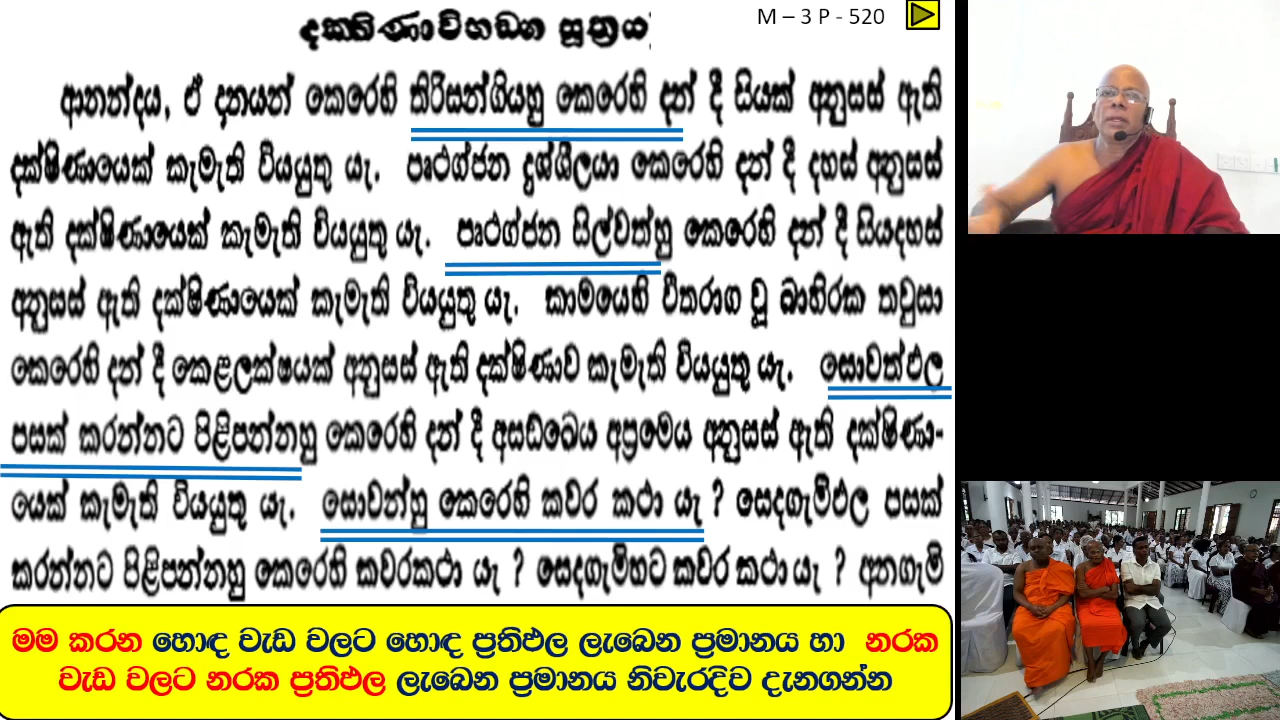 දක්ඛිණාවිභඞ්ග සූත්‍රය
M – 3 P - 520
ආනන්දය, ඒ දනයන් කෙරෙහි තිරිසන්ගියහු කෙරෙහි දන් දී සියක් අනුසස් ඇති
දක්ෂිණායෙක් කැමැති වියයුතු යැ. පෘථග්ජන දුශ්ශීලයා කෙරෙහි දන් දී දහස් අනුසස්
ඇති දක්ෂිණායෙක් කැමැති වියයුතු යැ. පෘථග්ජන සිල්වත්හු කෙරෙහි දන් දී සියදහස්
අනුසස් ඇති දක්ෂිණායෙක් කැමැති වියයුතු යැ. කාමයෙහි වීතරාග වූ බාහිරක තවුසා
කෙරෙහි දන් දී කෙළලක්ෂයක් අනුසස් ඇති දක්ෂිණාව කැමැති වියයුතු යැ. සොවත්ඵල
පසක් කරන්නට පිළිපන්නහු කෙරෙහි දන් දී අසඞ්ඛෙය අප්‍රමෙය අනුසස් ඇති දක්ෂිණා-
යෙක් කැමැති වියයුතු යැ. සොවන්හු කෙරෙහි කවර කථා යැ ? සෙදගැමිඵල පසක්
කරන්නට පිළිපන්නහු කෙරෙහි කවරකථා යැ ? සෙදගැමිහට කවර කථා යැ ? අනගැමි
මම කරන හොඳ වැඩ වලට හොඳ ප්‍රතිඵල ලැබෙන ප්‍රමානය හා නරක
වැඩ වලට නරක ප්‍රතිඵල ලැබෙන ප්‍රමානය නිවැරදිව දැනගන්න